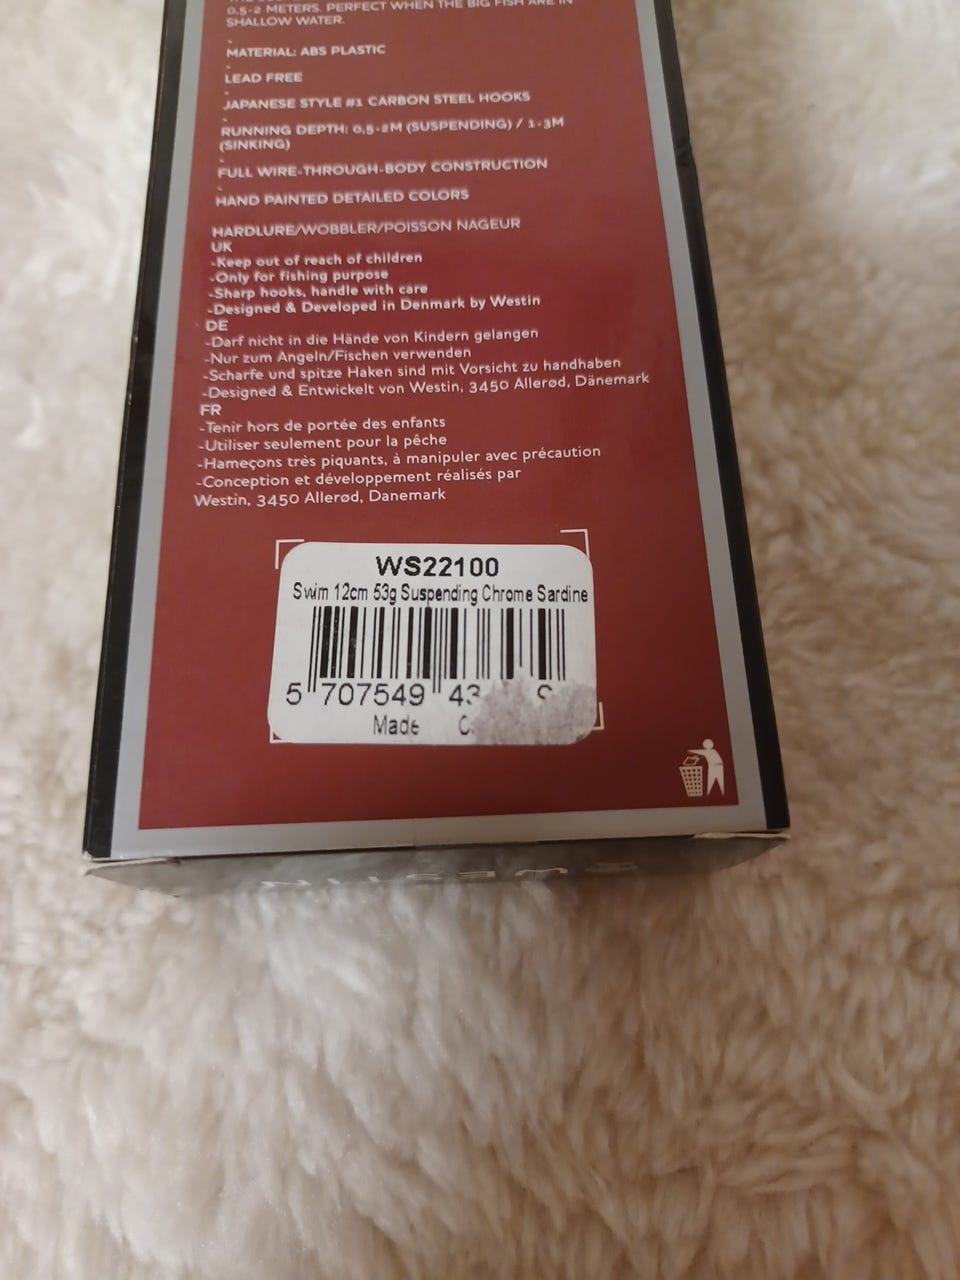 0.5-2 METERS. PERFECT WHEN THE BIG FISH ARE IN
SHALLOW WATER.
-
MATERIAL: ABS PLASTIC
-
LEAD FREE
-
JAPANESE STYLE #1 CARBON STEEL HOOKS
-
RUNNING DEPTH: 0,5-2M (SUSPENDING) / 1-3M
(SINKING)
-
FULL WIRE-THROUGH-BODY CONSTRUCTION
-
HAND PAINTED DETAILED COLORS
HARDLURE/WOBBLER/POISSON NAGEUR
UK
-Keep out of reach of children
-Only for fishing purpose
-Sharp hooks, handle with care
-Designed & Developed in Denmark by Westin
DE
-Darf nicht in die Hände von Kindern gelangen
-Nur zum Angeln/Fischen verwenden
-Scharfe und spitze Haken sind mit Vorsicht zu handhaben
-Designed & Entwickelt von Westin, 3450 Allerød, Dänemark
FR
-Tenir hors de portée des enfants
-Utiliser seulement pour la pêche
-Hameçons très piquants, à manipuler avec précaution
-Conception et développement réalisés par
Westin, 3450 Allerød, Danemark
WS22100
Swim 12cm 53g Suspending Chrome Sardine
5 707549 43
Made
WESTIN